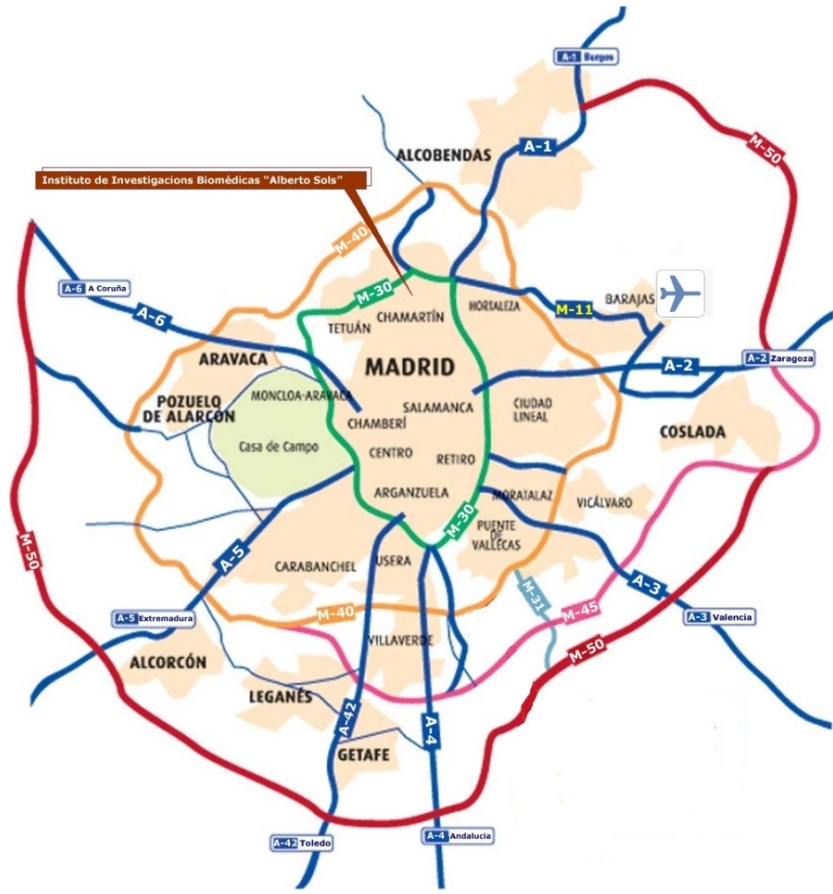 A-1 Burgos
A-1
M-50
ALCOBENDAS
Instituto de Investigacions Biomédicas "Alberto Sols"
M-40
A-6 A Coruña
M-30
A-6
HORTALEZA
BARAJAS
M-11
CHAMARTÍN
TETUÁN
ARAVACA
MADRID
A-2
A-2 Zaragoza
POZUELO
DE ALARCÓN
MONCLOA-ARAVACA
SALAMANCA
CIUDAD
LINEAL
CHAMBERÍ
COSLADA
Casa de Campo
CENTRO
RETIRO
ARGANZUELA
MORATALAZ
VICÁLVARO
M-30
PUENTE
DE
VALLECAS
M-50
A-5
CARABANCHEL
USERA
A-3
M-31
M-40
M-45
A-5 Extremadura
A-3 Valencia
VILLAVERDE
M-50
ALCORCÓN
LEGANÉS
A-42
A-4
GETAFE
A-42 Toledo
A-4 Andalucia